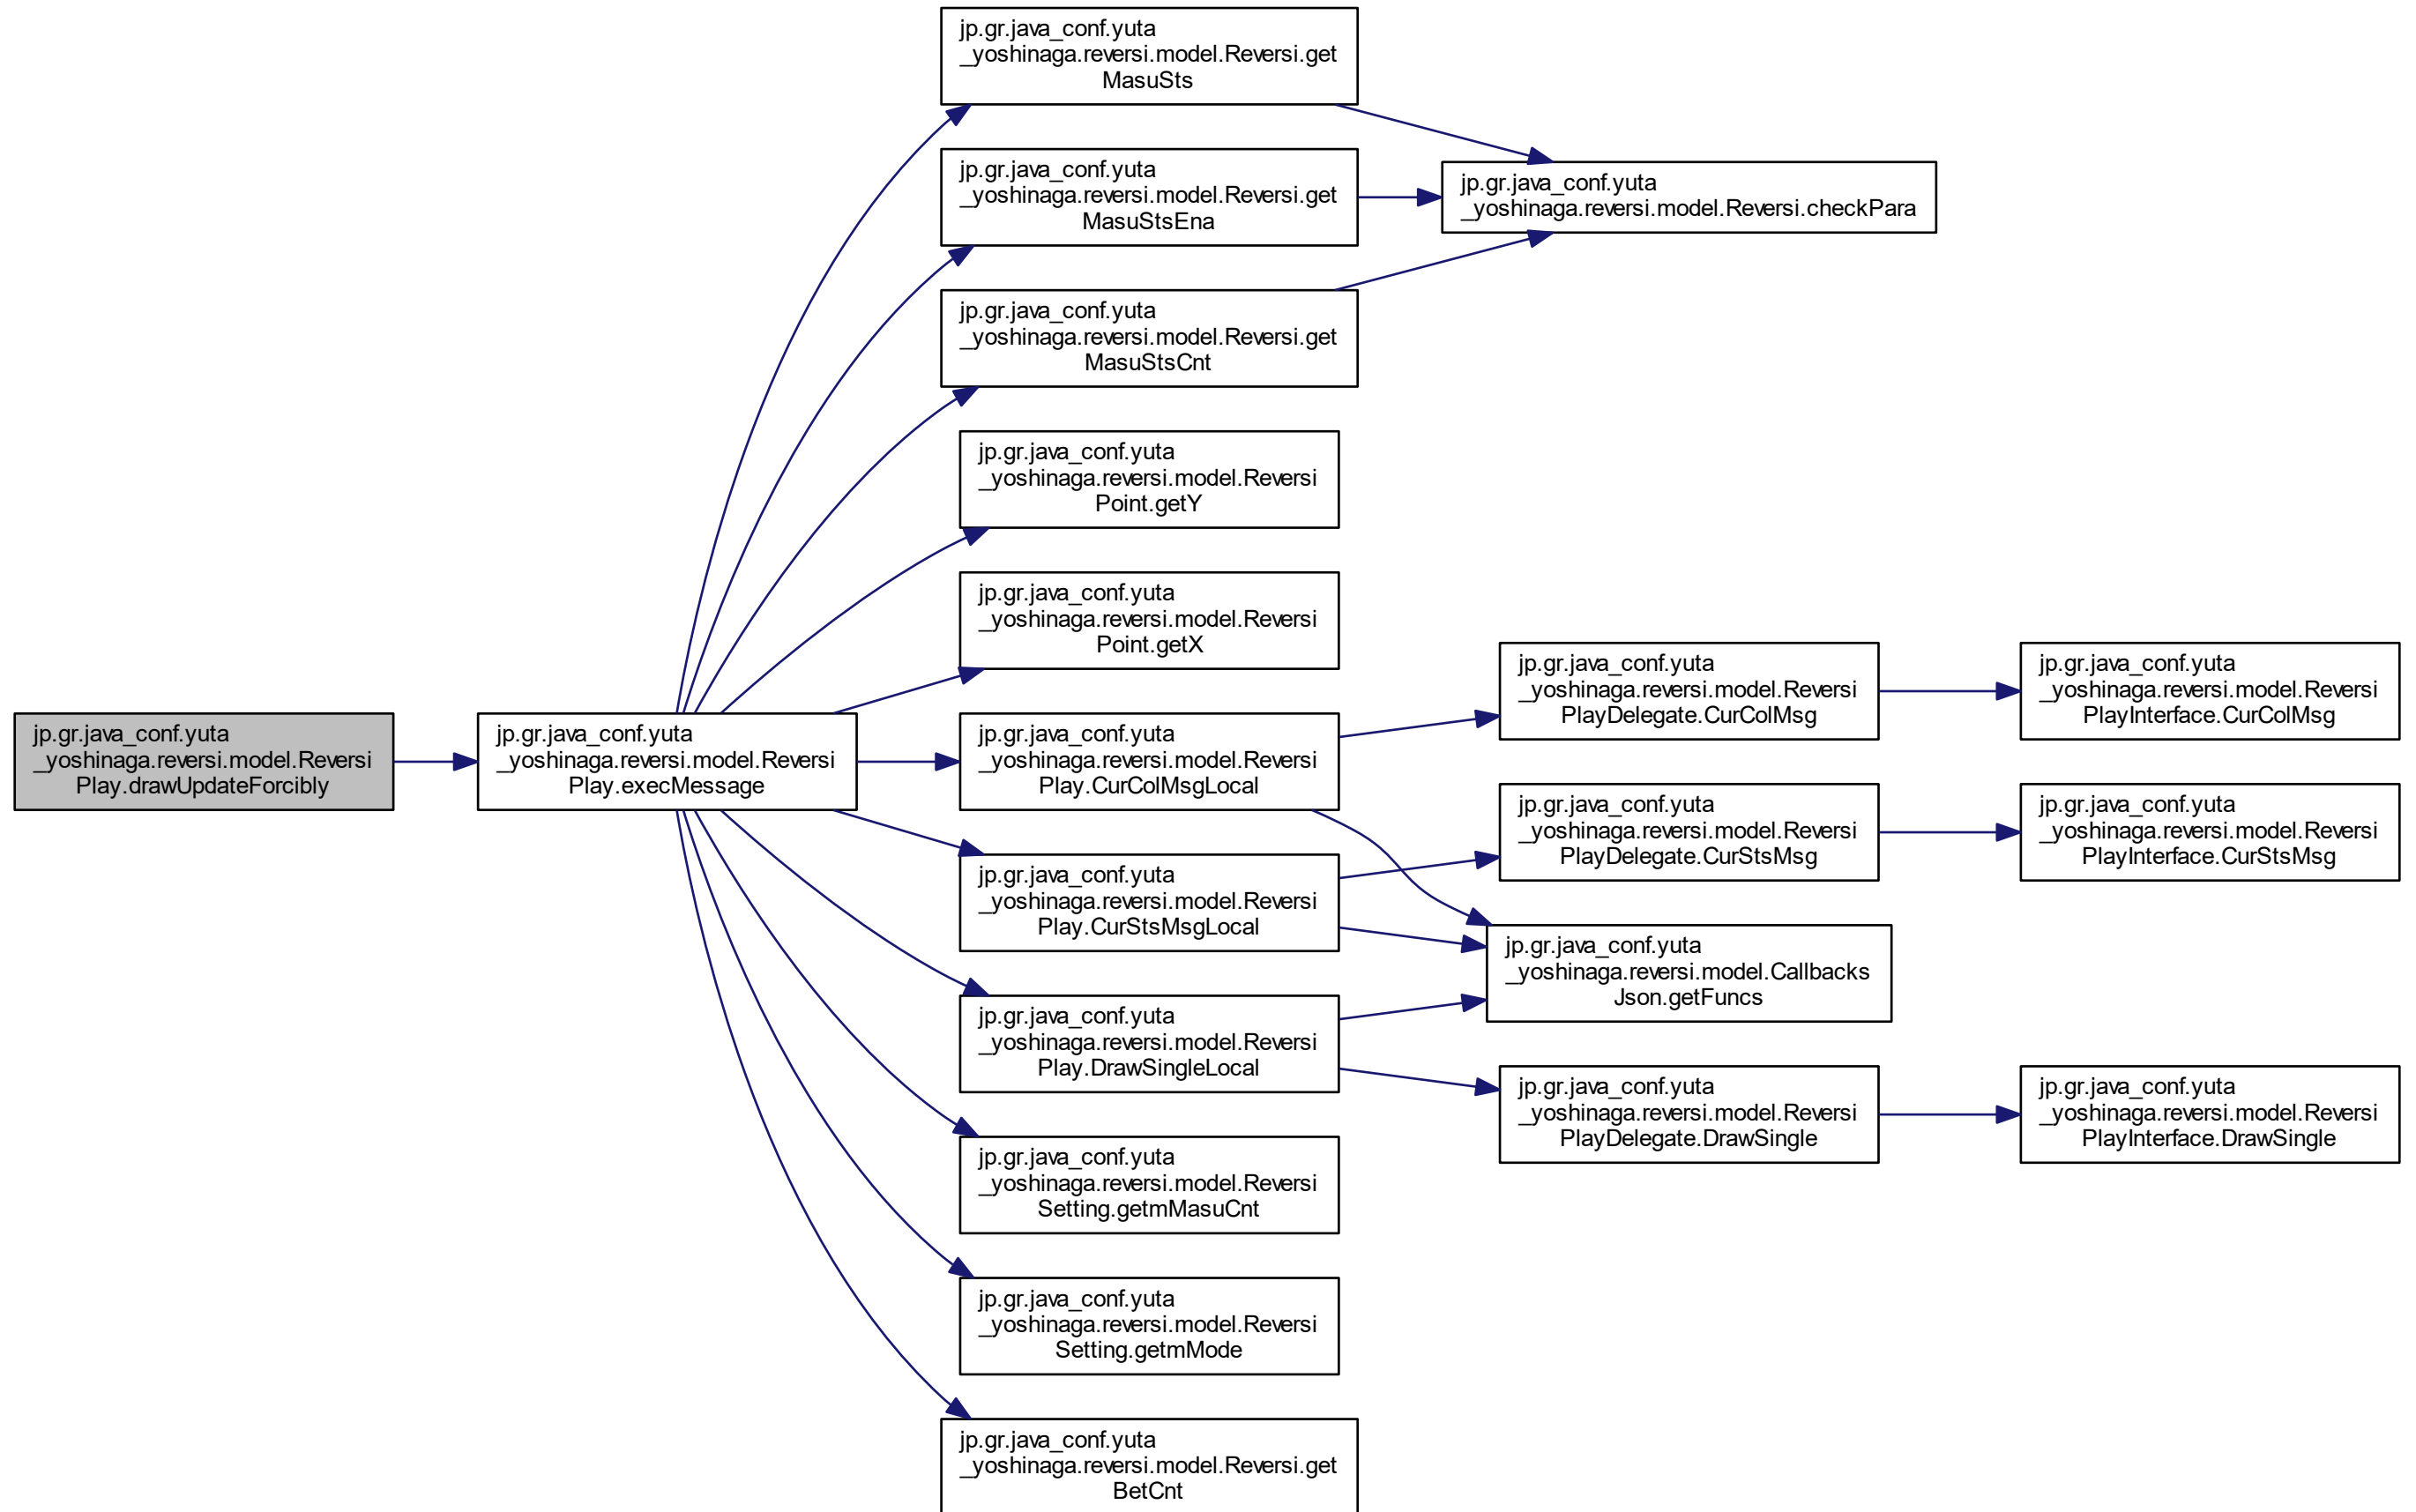 jp.gr.java_conf.yuta
_yoshinaga.reversi.model.Reversi
Play.drawUpdateForcibly
jp.gr.java_conf.yuta
_yoshinaga.reversi.model.Reversi
Play.execMessage
jp.gr.java_conf.yuta
_yoshinaga.reversi.model.Reversi.get
MasuSts
jp.gr.java_conf.yuta
_yoshinaga.reversi.model.Reversi.get
MasuStsEna
jp.gr.java_conf.yuta
_yoshinaga.reversi.model.Reversi.get
MasuStsCnt
jp.gr.java_conf.yuta
_yoshinaga.reversi.model.Reversi
Point.getY
jp.gr.java_conf.yuta
_yoshinaga.reversi.model.Reversi
Point.getX
jp.gr.java_conf.yuta
_yoshinaga.reversi.model.Reversi
Play.CurColMsgLocal
jp.gr.java_conf.yuta
_yoshinaga.reversi.model.Reversi
Play.CurStsMsgLocal
jp.gr.java_conf.yuta
_yoshinaga.reversi.model.Reversi
Play.DrawSingleLocal
jp.gr.java_conf.yuta
_yoshinaga.reversi.model.Reversi
Setting.getmMasuCnt
jp.gr.java_conf.yuta
_yoshinaga.reversi.model.Reversi
Setting.getmMode
jp.gr.java_conf.yuta
_yoshinaga.reversi.model.Reversi.get
BetCnt
jp.gr.java_conf.yuta
_yoshinaga.reversi.model.Reversi.checkPara
jp.gr.java_conf.yuta
_yoshinaga.reversi.model.Reversi
PlayDelegate.CurColMsg
jp.gr.java_conf.yuta
_yoshinaga.reversi.model.Reversi
PlayDelegate.CurStsMsg
jp.gr.java_conf.yuta
_yoshinaga.reversi.model.Callbacks
Json.getFuncs
jp.gr.java_conf.yuta
_yoshinaga.reversi.model.Reversi
PlayDelegate.DrawSingle
jp.gr.java_conf.yuta
_yoshinaga.reversi.model.Reversi
PlayInterface.CurColMsg
jp.gr.java_conf.yuta
_yoshinaga.reversi.model.Reversi
PlayInterface.CurStsMsg
jp.gr.java_conf.yuta
_yoshinaga.reversi.model.Reversi
PlayInterface.DrawSingle